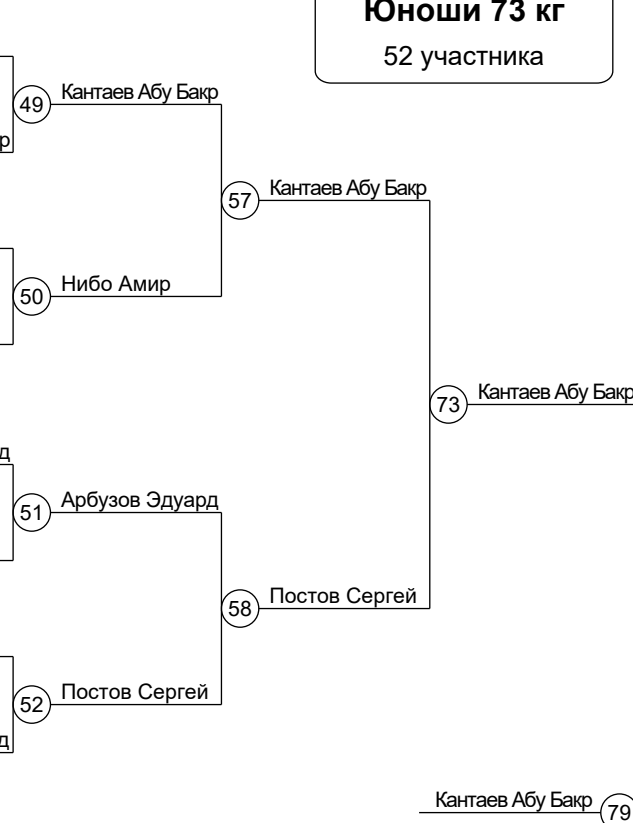 Юноши 73 кг
52 участника
49
Кантаев Абу Бакр
57
Кантаев Абу Бакр
50
Нибо Амир
73
Кантаев Абу Бакр
51
Арбузов Эдуард
58
Постов Сергей
52
Постов Сергей
Кантаев Абу Бакр
79